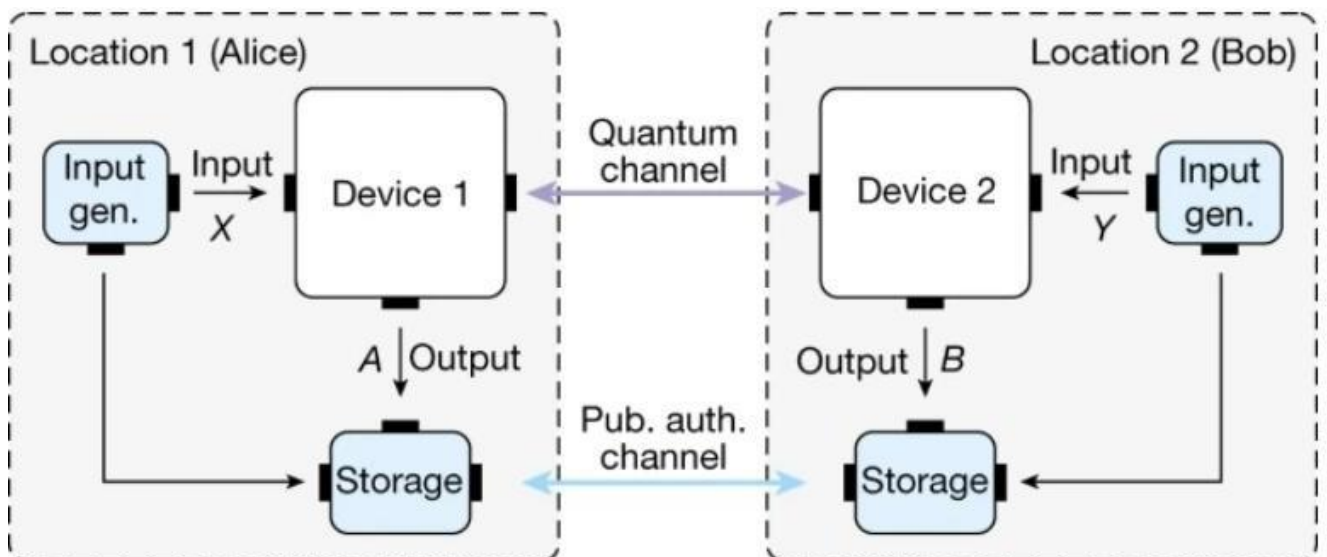 Location 1 (Alice)
Location 2 (Bob)
Input
gen.
Input
X
Device 1
Quantum
channel
Device 2
Input
Y
Input
gen.
A Output
Output B
Pub. auth.
channel
Storage
Storage